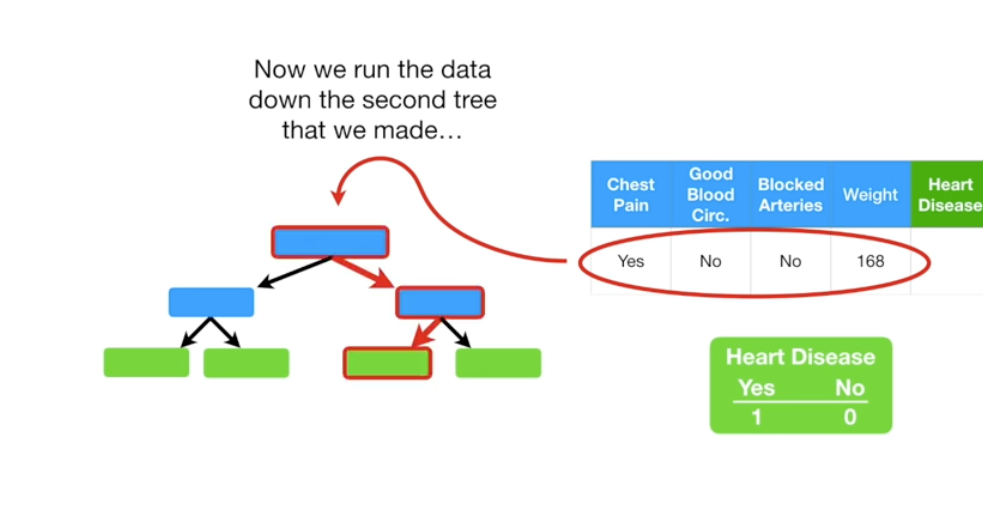 Now we run the data
down the second tree
that we made...
Chest
Pain
Good
Blood
Circ.
Blocked
Arteries
Weight
Heart
Disease
Yes
No
No
168
Heart Disease
Yes No
1 0